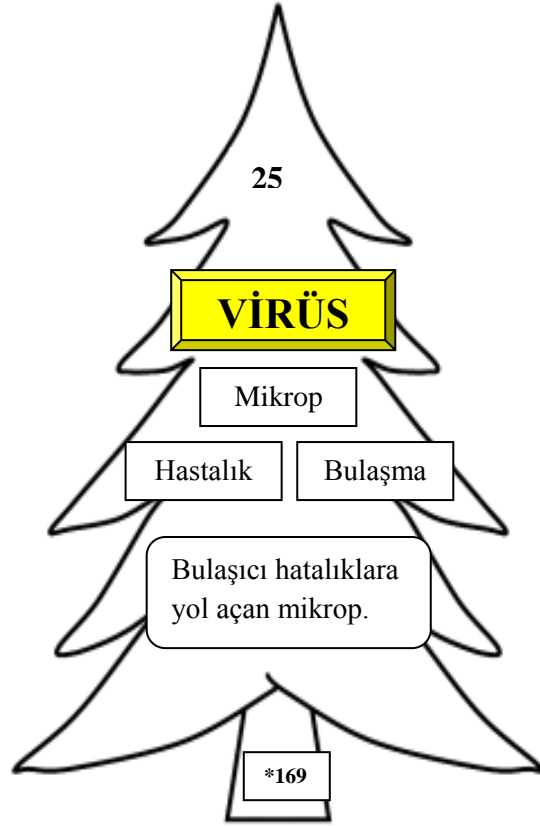 25
VİRÜS
Mikrop
Hastalık
Bulaşma
Bulaşıcı hatalıklara
yol açan mikrop.
*169